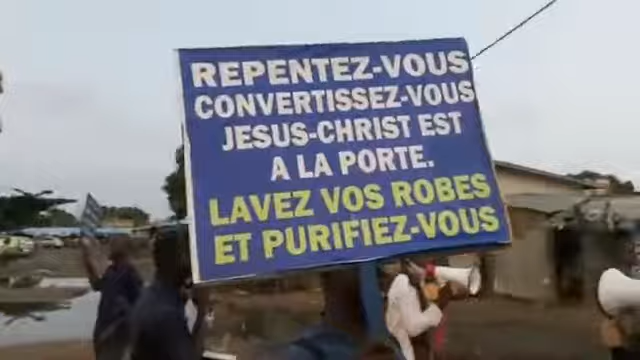 REPENTEZ-VOUS
CONVERTISSEZ-VOUS
JESUS-CHRIST EST
A LA PORTE.
LAVEZ VOS ROBES
ET PURIFIEZ-VOUS